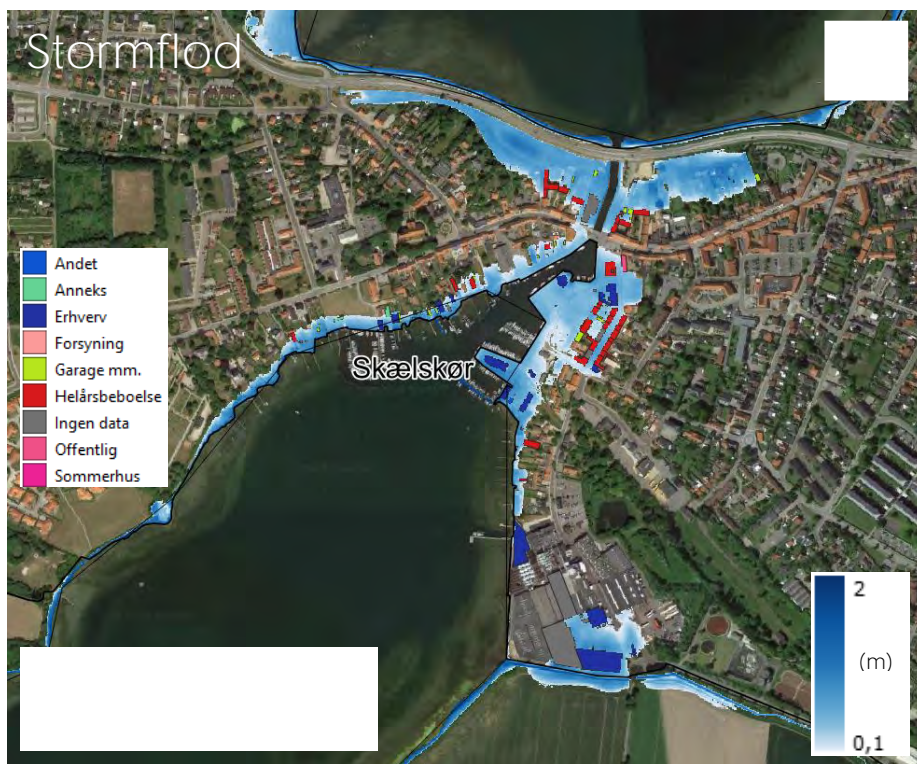 Stormflod
Andet
Anneks
Erhverv
Forsyning
Garage mm.
Helårsbeboelse
Ingen data
Offentlig
Sommerhus
Skælskør
2
(m)
0,1